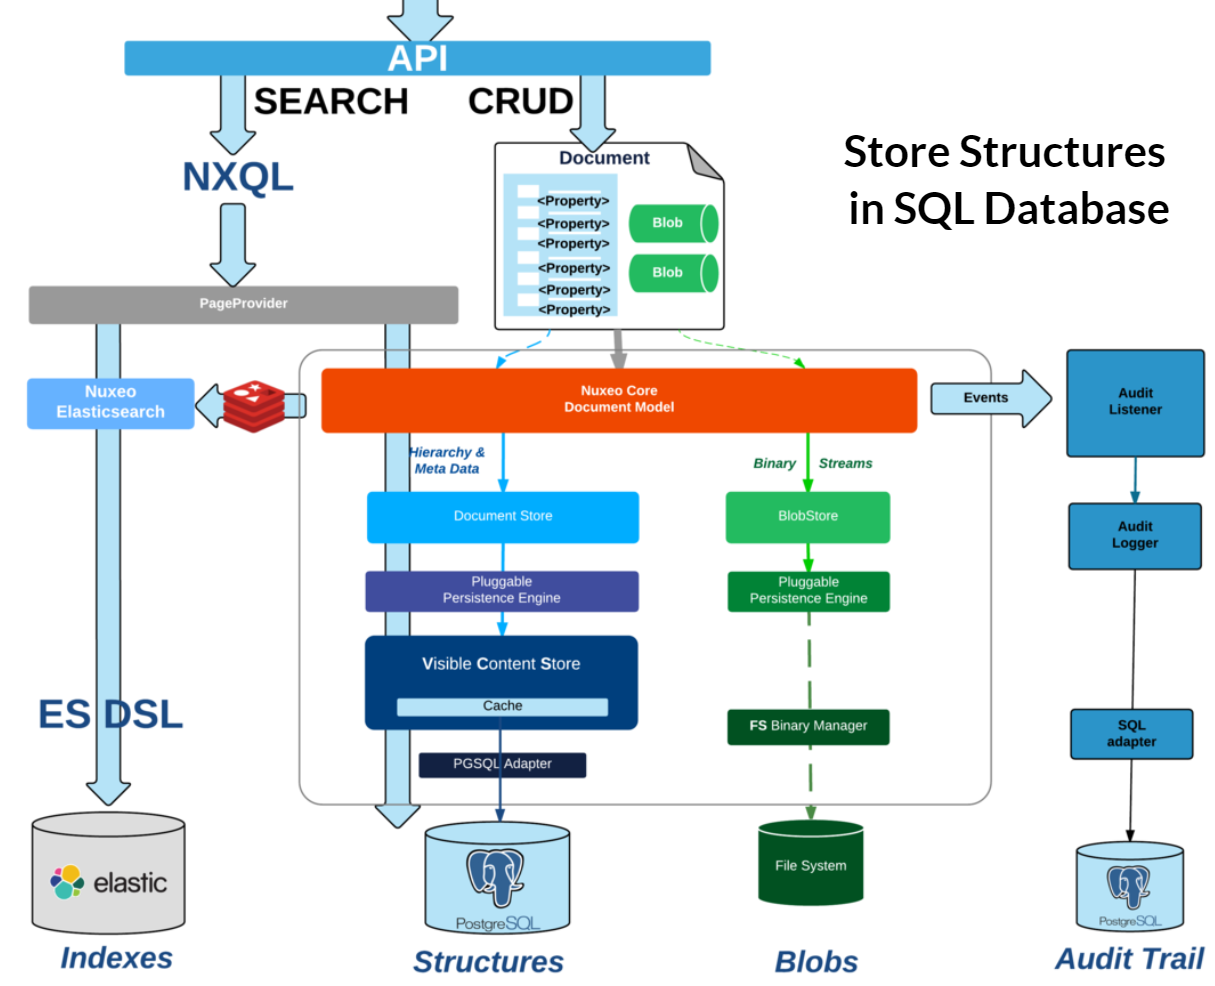 API
SEARCH
CRUD
NXQL
Document
<Property>
<Property>
<Property>
<Property>
<Property>
<Property>
Blob
Blob
Store Structures
in SQL Database
PageProvider
Nuxeo
Elasticsearch
Nuxeo Core
Document Model
Events
Audit
Listener
Hierarchy &
Meta Data
Binary Streams
Document Store
BlobStore
Audit
Logger
Pluggable
Persistence Engine
Pluggable
Persistence Engine
Visible Content Store
Cache
ES DSL
FS Binary Manager
SQL
adapter
PGSQL Adapter
elastic
PostgreSQL
File System
PostgreSQL
Indexes
Structures
Blobs
Audit Trail